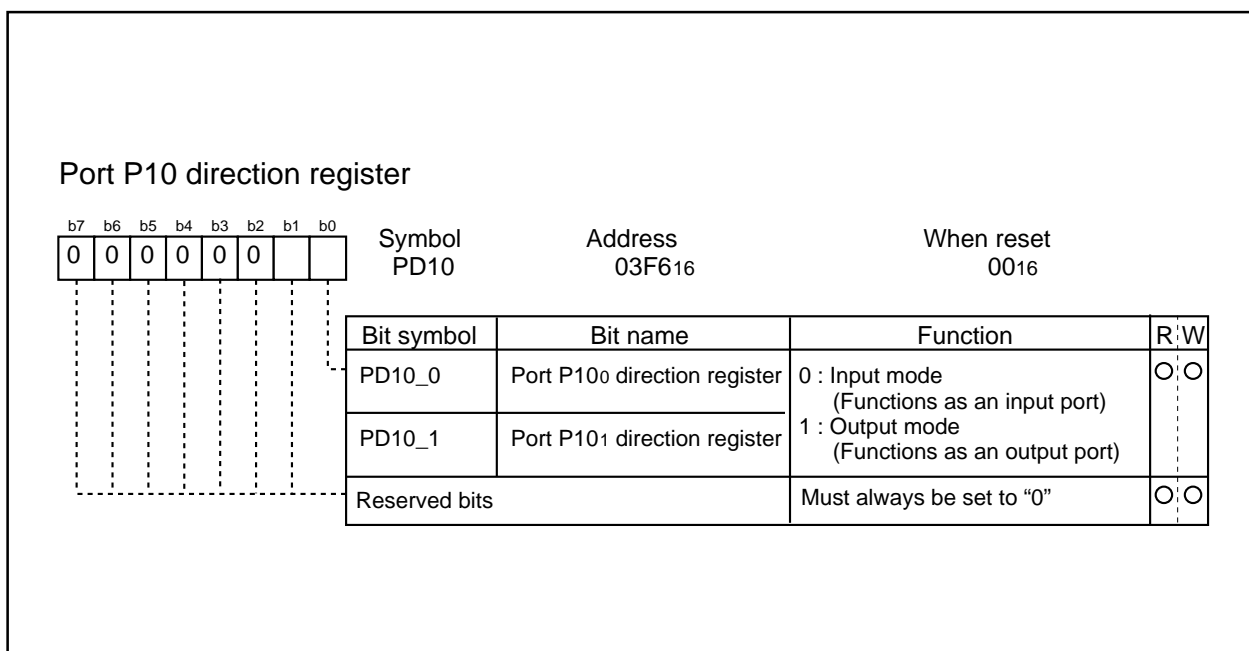 Port P10 direction register
b7 b6 b5 b4 b3 b2 b1 b0
0 0 0 0 0 0
Symbol Address When reset
PD10 03F616 0016
Bit symbol Bit name Function R W
PD10_0 Port P100 direction register 0 : Input mode
(Functions as an input port)
PD10_1 Port P101 direction register 1 : Output mode
(Functions as an output port)
Reserved bits Must always be set to “0”